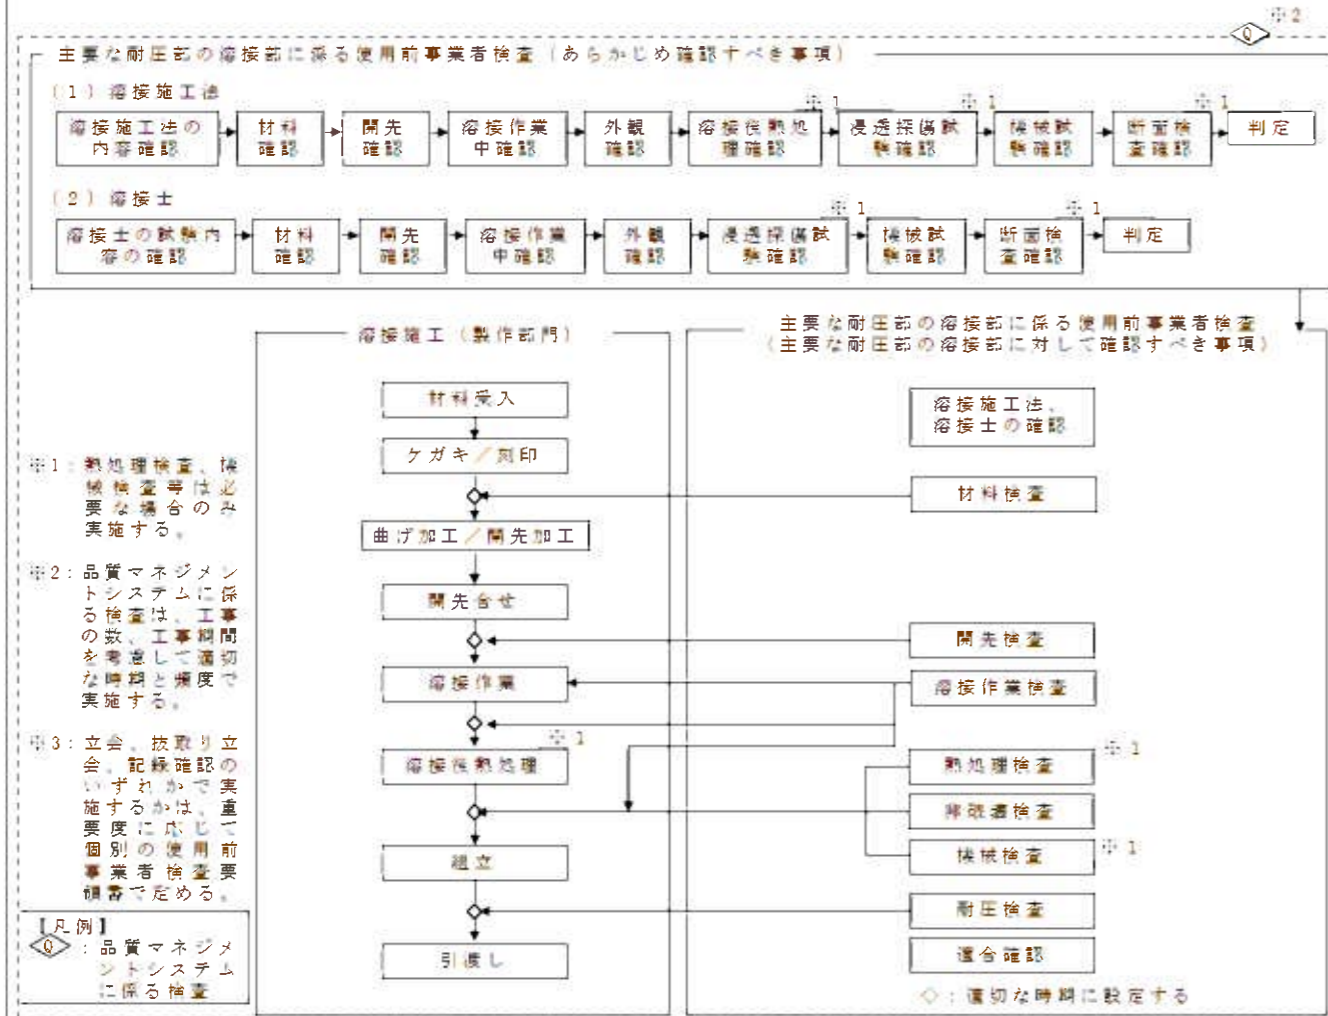 ※2
Q
主要な耐圧部の溶接部に係る使用前事業者検査(あらかじめ確認すべき事項)
(1)溶接施工法
※1
※1
※1
溶接施工法の
内容確認
材料
確認
開先
確認
溶接作業
中確認
外観
確認
溶接後熱処
理確認
浸透探傷試
験確認
機械試
験確認
断面検
査確認
判定
(2)溶接士
※1
※1
溶接士の試験内
容の確認
材料
確認
開先
確認
溶接作業
中確認
外観
確認
浸透探傷試
験確認
機械試
験確認
断面検
査確認
判定
溶接施工(製作部門)
材料受入
ケガキ/刻印
曲げ加工/開先加工
開先合せ
溶接作業
※1
溶接後熱処理
組立
引渡し
主要な耐圧部の溶接部に係る使用前事業者検査
(主要な耐圧部の溶接部に対して確認すべき事項)
溶接施工法、
溶接士の確認
材料検査
開先検査
溶接作業検査
熱処理検査
※1
非破壊検査
機械検査
※1
耐圧検査
適合確認
◇:適切な時期に設定する
※1:熱処理検査、機
械検査等は必
要な場合のみ
実施する。
※2:品質マネジメン
トシステムに係
る検査は、工事
の数、工事期間
を考慮して適切
な時期と頻度で
実施する。
※3:立会、抜取り立
会、記録確認の
いずれかで実
施するかは、重
要度に応じて
個別の使用前
事業者検査要
領書で定める。
【凡例】
Q:品質マネジメ
ントシステム
に係る検査